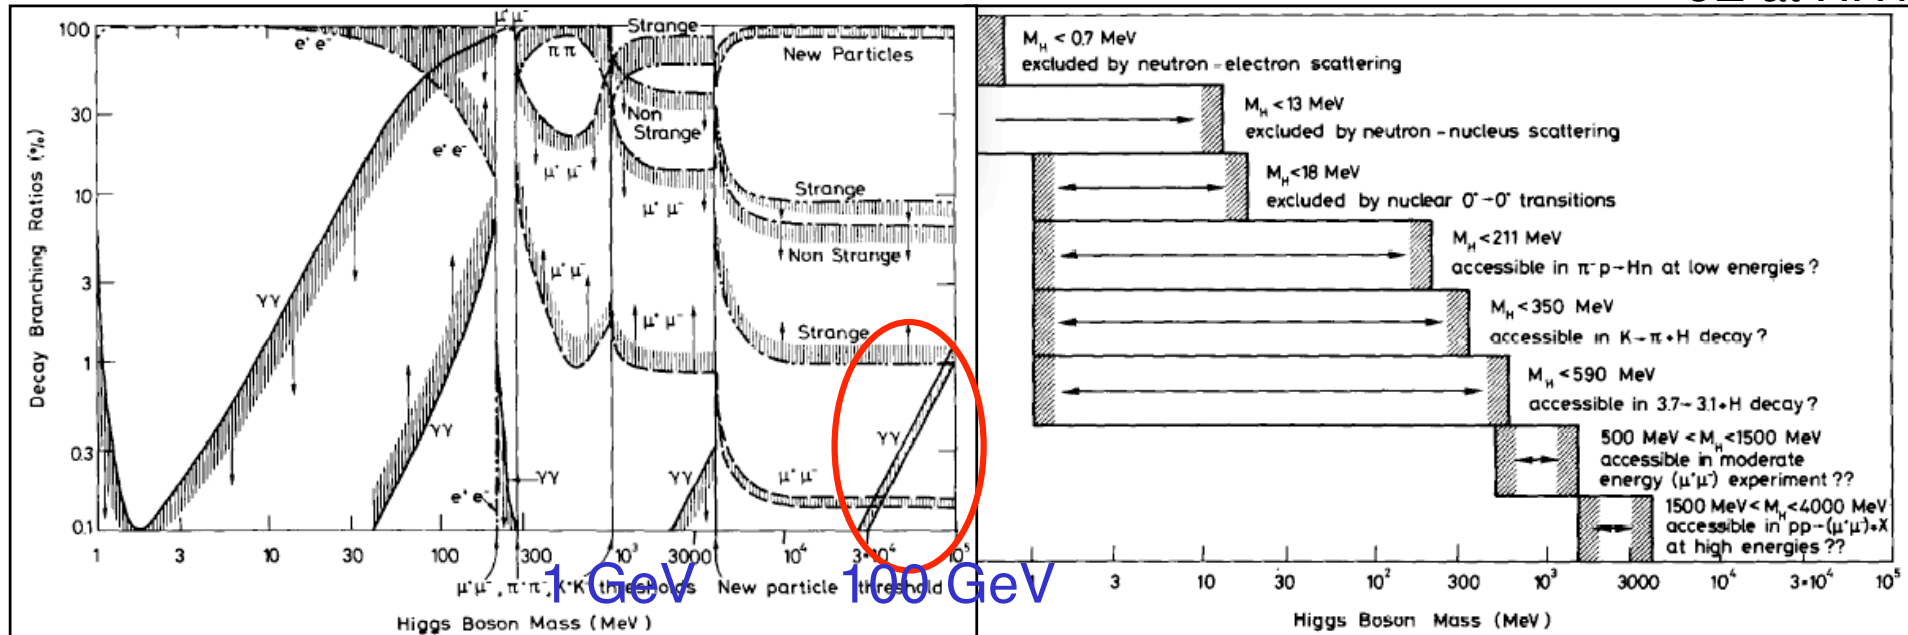 μ⁺μ⁻
100
30
10
3
1
0.3
0.1
Decay Branching Ratios (%)
e⁺e⁻
ππ
Strange
New Particles
Non
Strange
e⁺e⁻
μ⁺μ⁻
μ⁺μ⁻
Strange
Non Strange
γγ
μ⁺μ⁻
μ⁺μ⁻
Strange
γγ
γγ
γγ
γγ
e⁺e⁻
μ⁺μ⁻
1 3 10 30 100 300 10³ 3000 10⁴ 3•10⁴ 10⁵
μ⁺μ⁻, π⁺π⁻, K⁺K⁻ thresholds New particle threshold
1 GeV 100 GeV
Higgs Boson Mass (MeV)
M_H < 0.7 MeV
excluded by neutron-electron scattering
M_H < 13 MeV
excluded by neutron-nucleus scattering
M_H < 18 MeV
excluded by nuclear 0⁺→0⁺ transitions
M_H < 211 MeV
accessible in π⁻p→Hn at low energies?
M_H < 350 MeV
accessible in K→π+H decay?
M_H < 590 MeV
accessible in 3.7→3.1+H decay?
500 MeV < M_H < 1500 MeV
accessible in moderate
energy (μ⁺μ⁻) experiment??
1500 MeV < M_H < 4000 MeV
accessible in pp→(μ⁺μ⁻)+X
at high energies??
1 3 10 30 10² 300 10³ 3000 10⁴ 3•10⁴ 10⁵
Higgs Boson Mass (MeV)